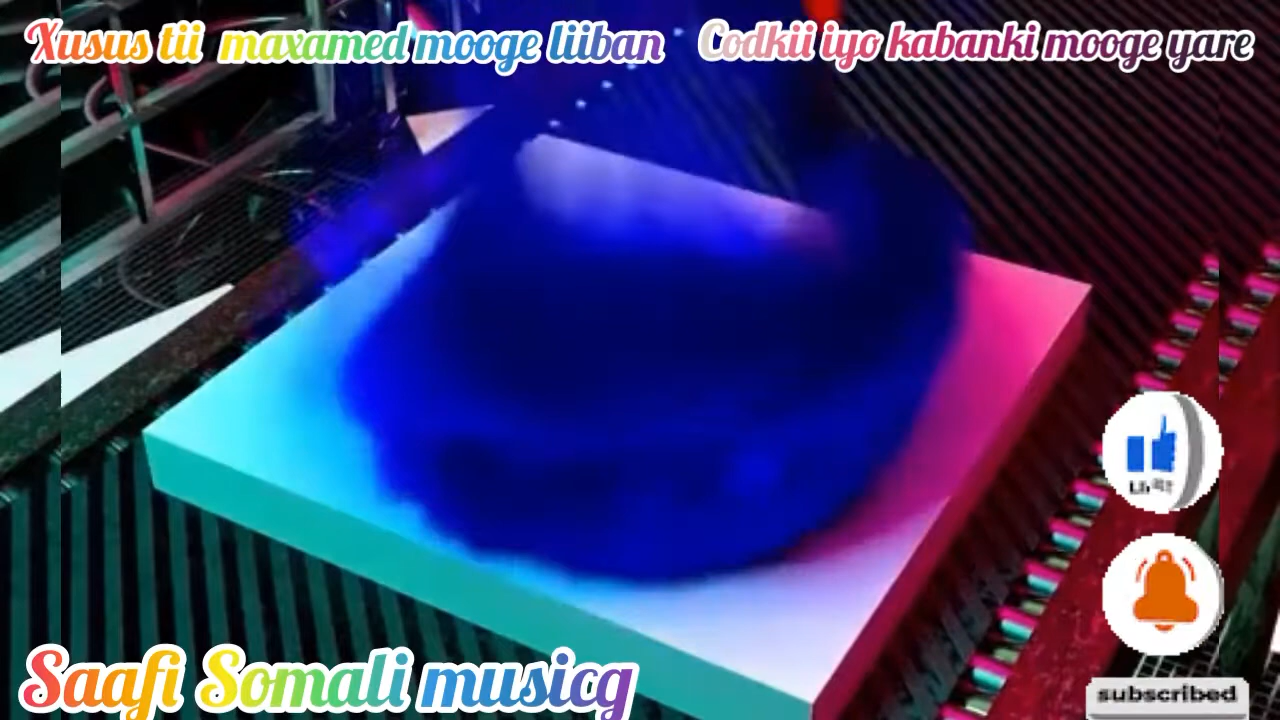 Xusus tii maxamed mooge liiban
Codkii iyo kabanki mooge yare
Saafi Somali musicg
subscribed